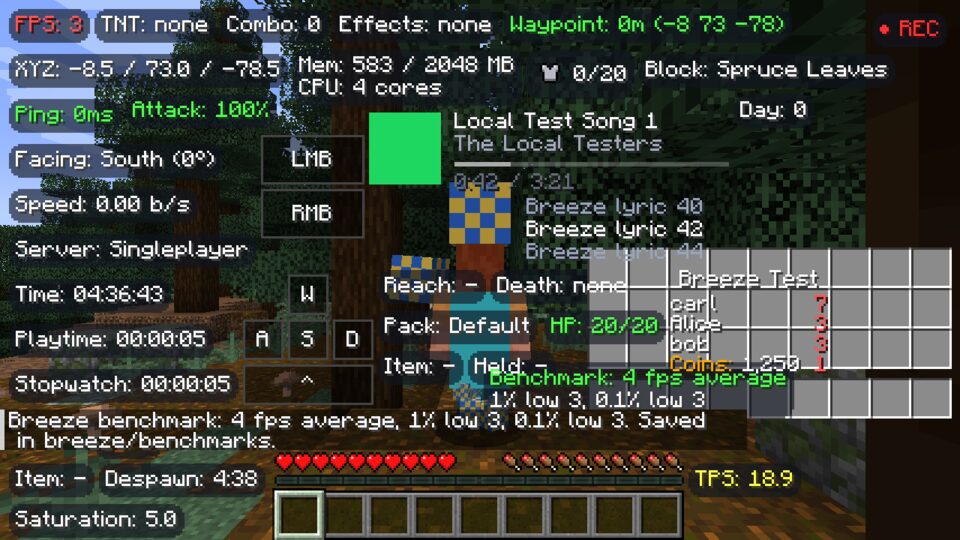 FPS: 3 TNT: none Combo: 0 Effects: none Waypoint: 0m (-8 73 -78)
REC
XYZ: -8.5 / 73.0 / -78.5
Mem: 583 / 2048 MB
CPU: 4 cores
0/20
Block: Spruce Leaves
Ping: 0ms
Attack: 100%
Day: 0
Local Test Song 1
The Local Testers
0:42 / 3:21
Facing: South (0°)
LMB
Speed: 0.00 b/s
RMB
Breeze lyric 40
Breeze lyric 42
Breeze lyric 44
Server: Singleplayer
Time: 04:36:43
W
Reach: - Death: none
Breeze Test
carl 7
Alice 3
bob 3
Coins: 1,250 1
Playtime: 00:00:05
A S D
Pack: Default HP: 20/20
Item: - Held: -
Stopwatch: 00:00:05
^
Benchmark: 4 fps average
1% low 3, 0.1% low 3
Breeze benchmark: 4 fps average, 1% low 3, 0.1% low 3. Saved
in breeze/benchmarks.
Item: - Despawn: 4:38
TPS: 18.9
Saturation: 5.0